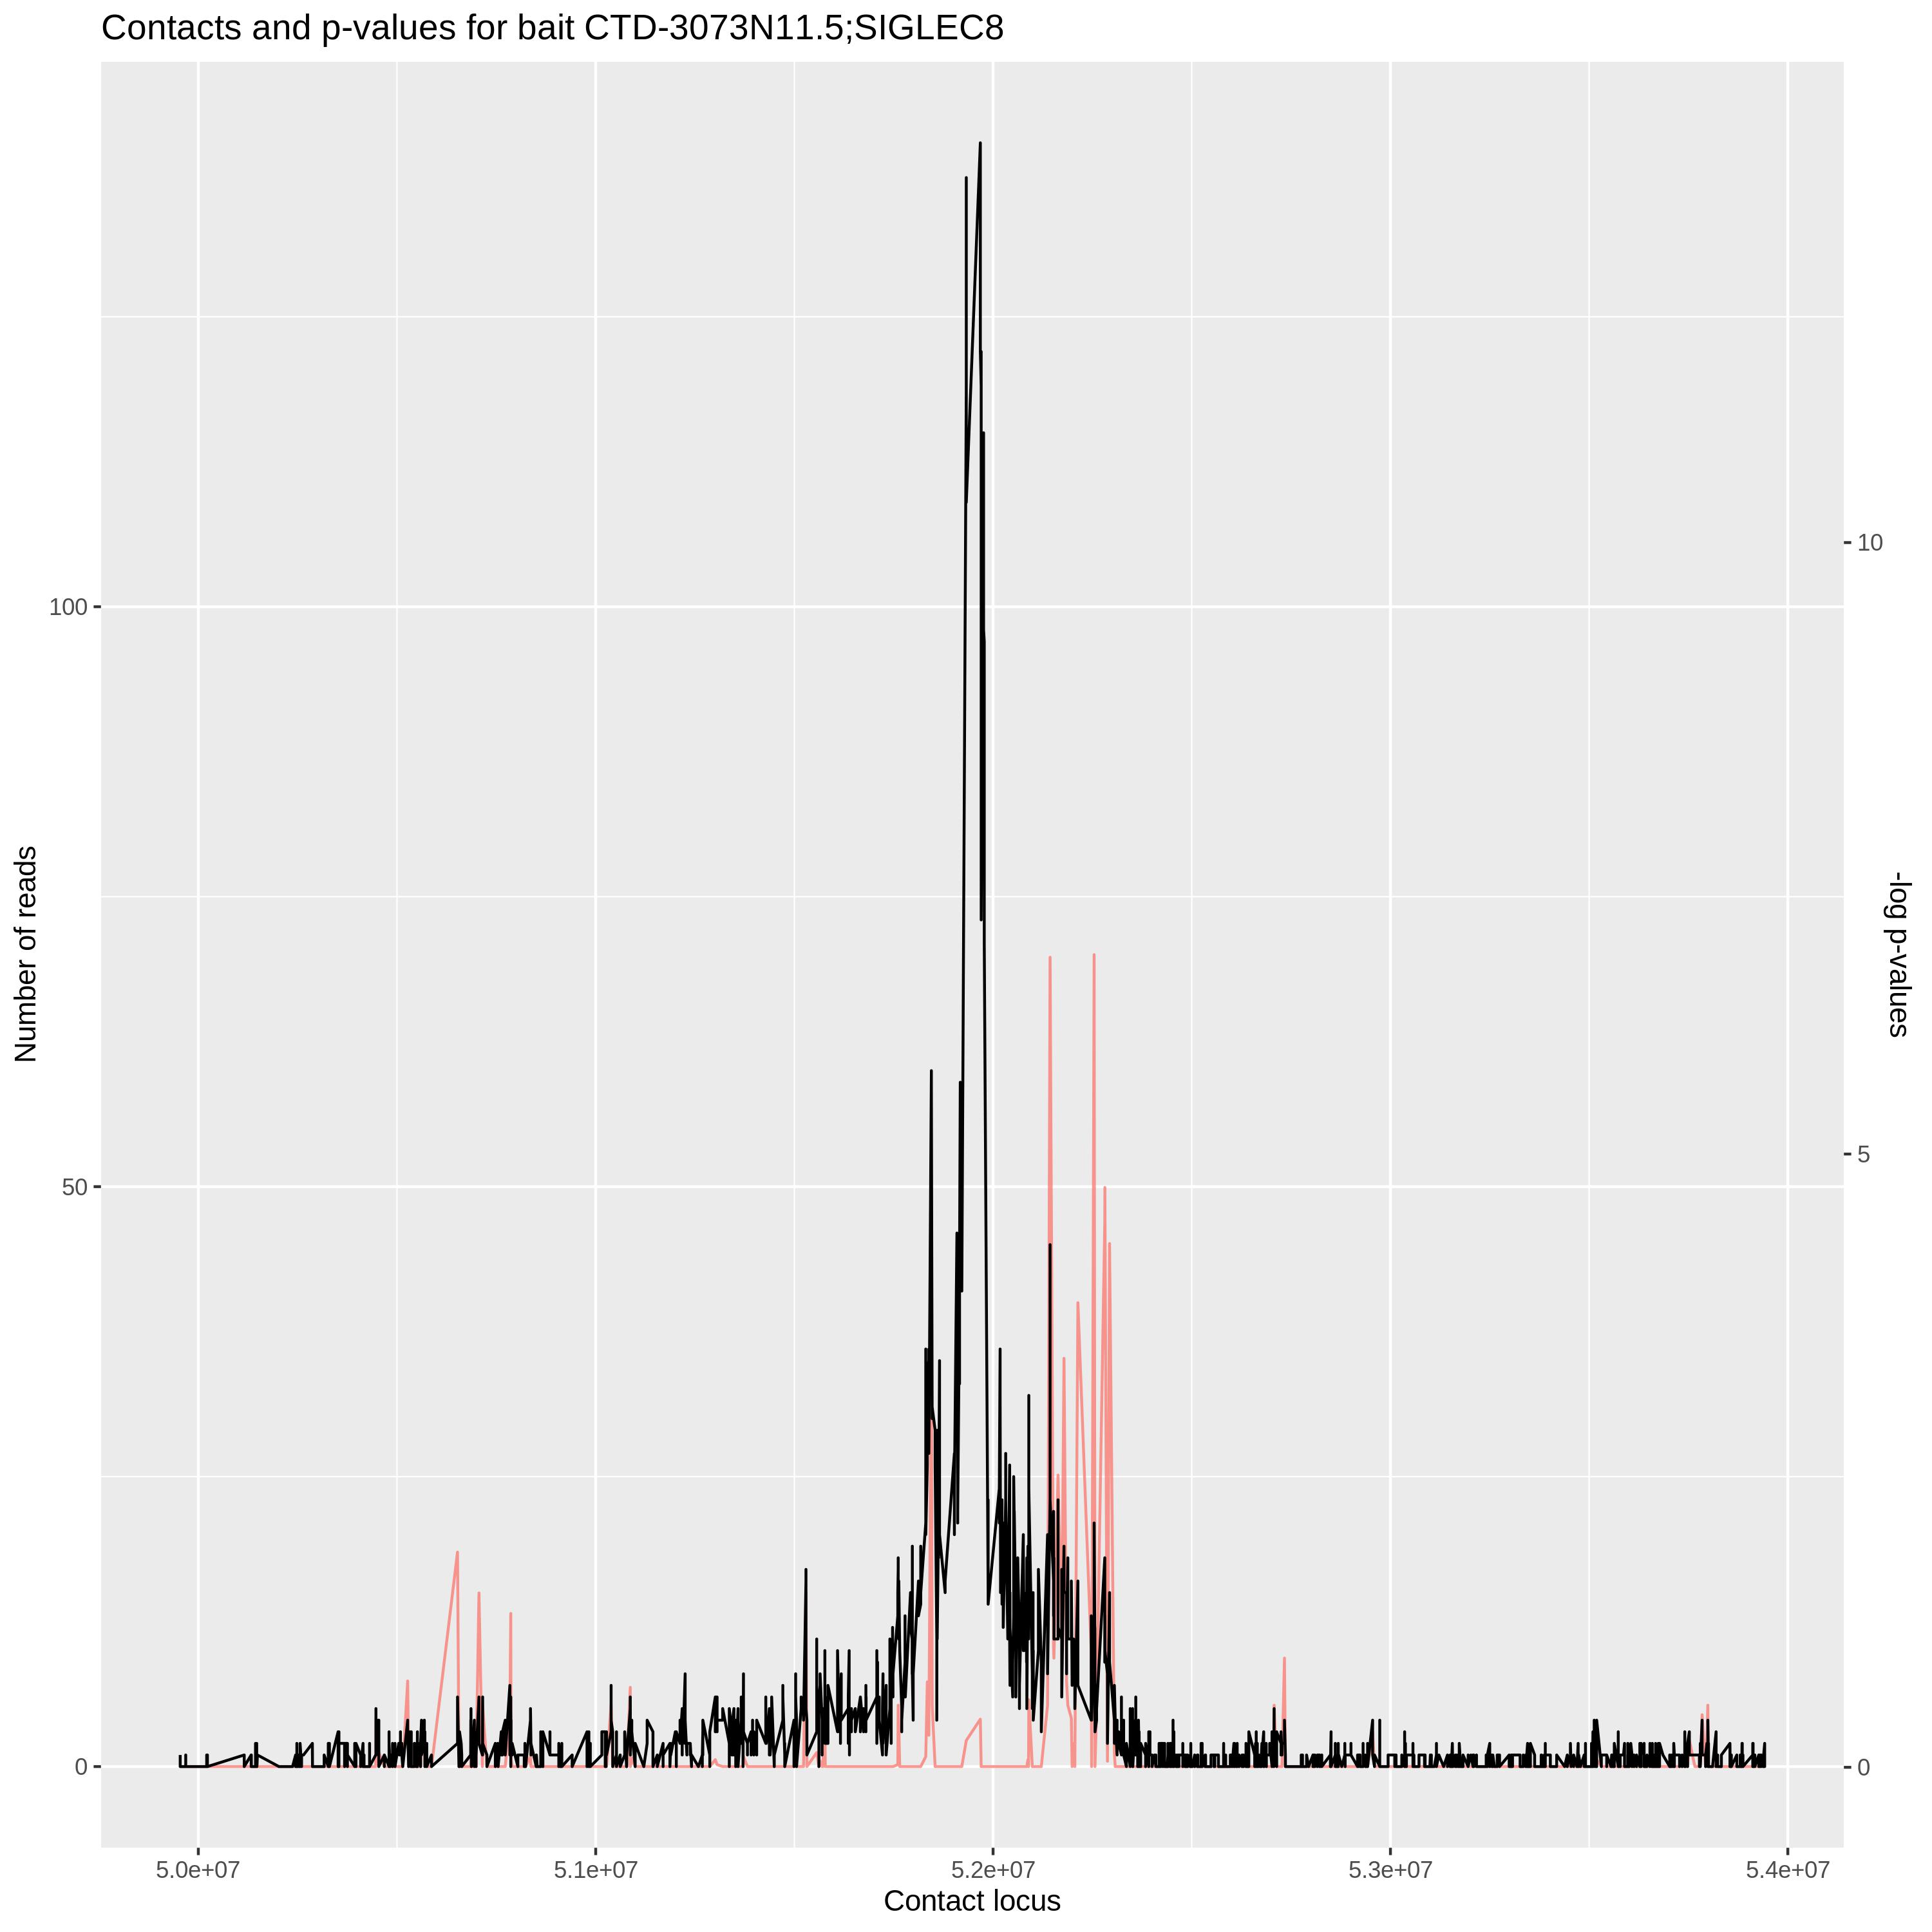 Contacts and p-values for bait CTD-3073N11.5;SIGLEC8
Number of reads
100
50
0
10
5
0
-log p-values
5.0e+07 5.1e+07 5.2e+07 5.3e+07 5.4e+07
Contact locus